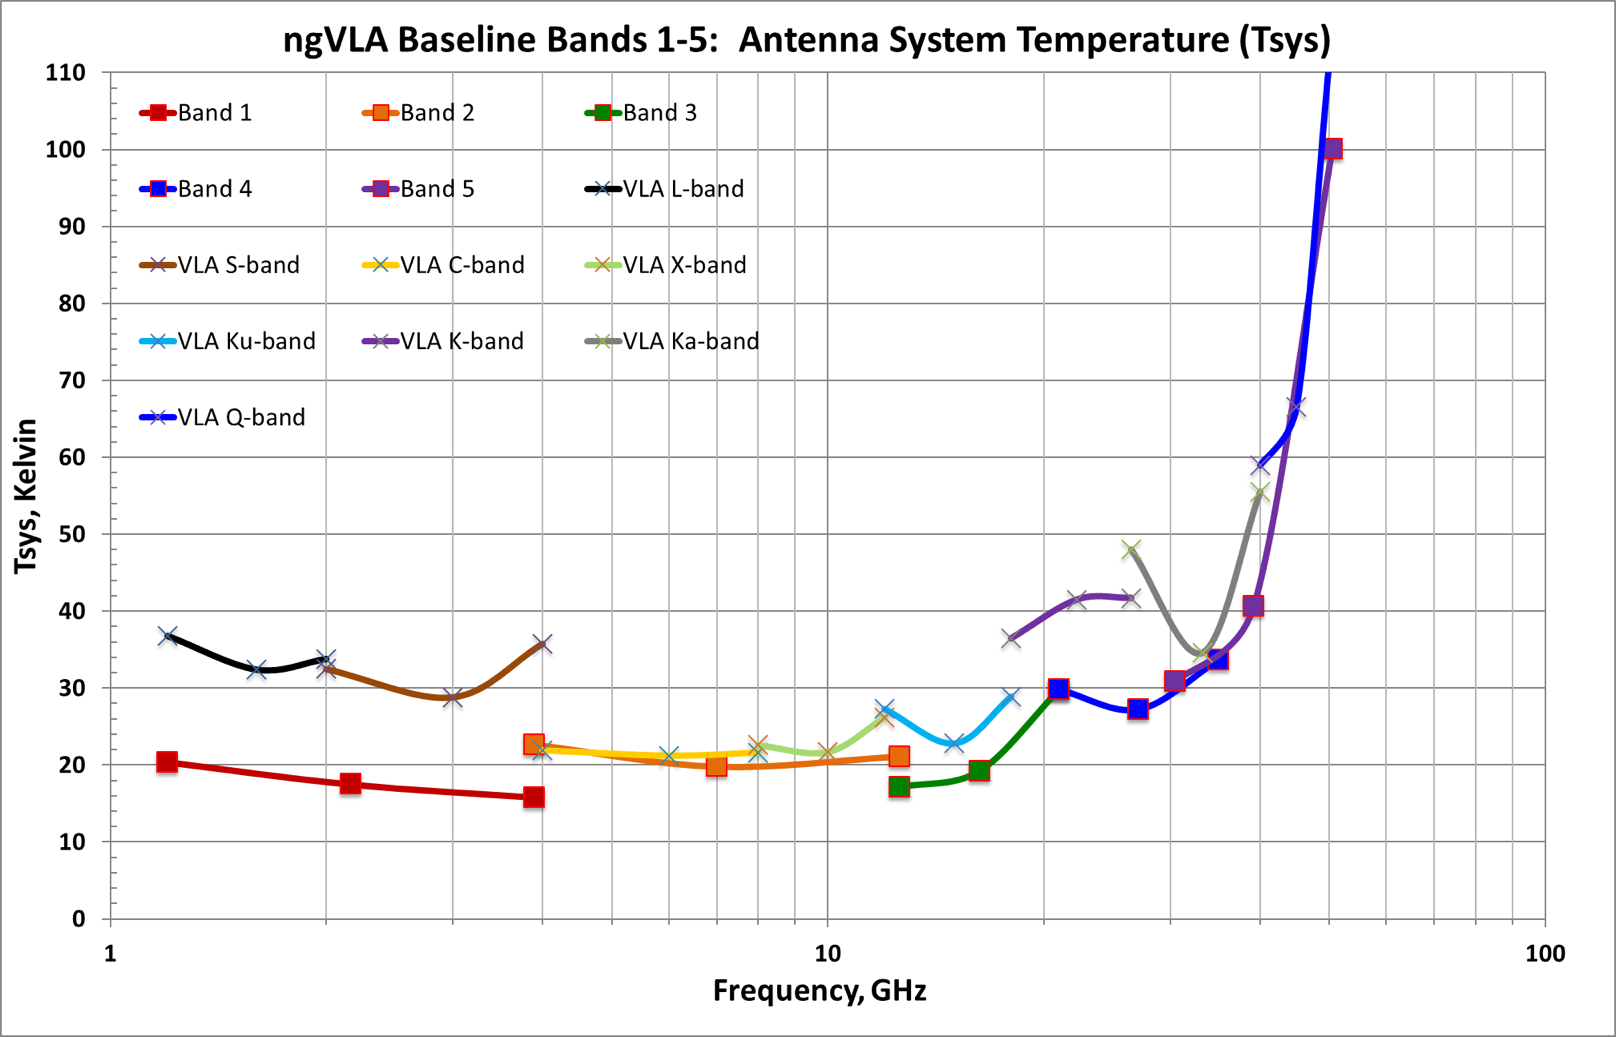 ngVLA Baseline Bands 1-5:  Antenna System Temperature (Tsys)
110
100
90
80
70
60
50
40
30
20
10
0
Tsys, Kelvin
Band 1 Band 2 Band 3
Band 4 Band 5 VLA L-band
VLA S-band VLA C-band VLA X-band
VLA Ku-band VLA K-band VLA Ka-band
VLA Q-band
1 10 100
Frequency, GHz